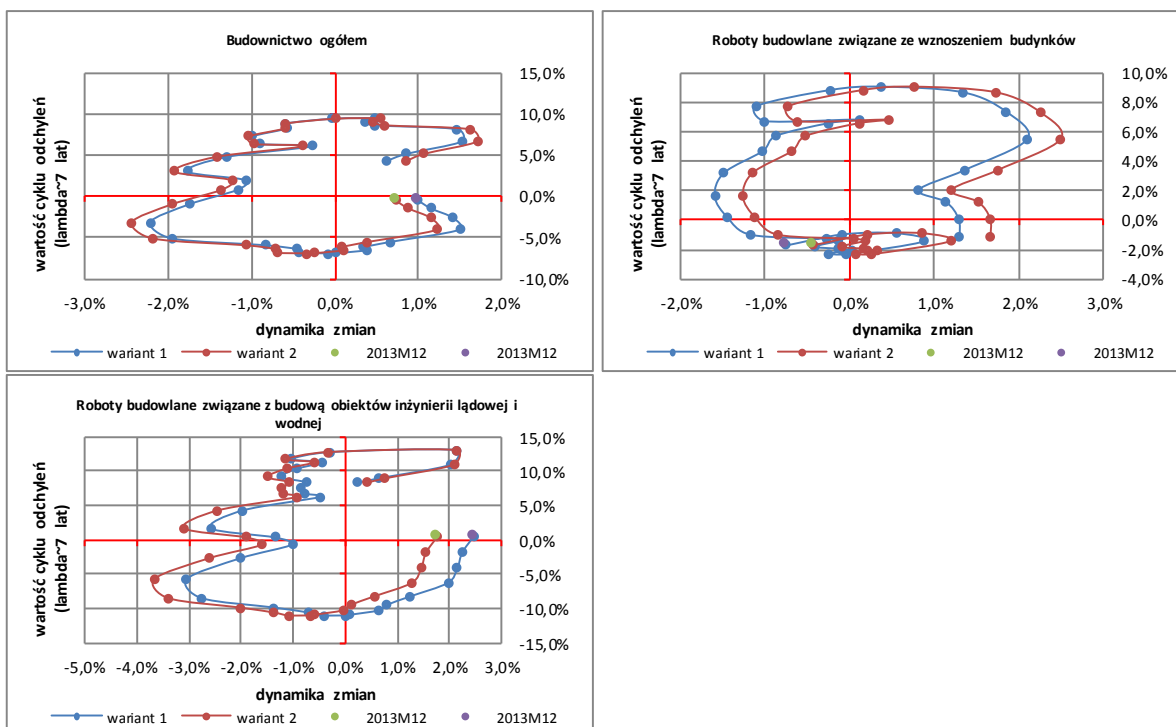 Budownictwo ogółem
15,0%
10,0%
5,0%
0,0%
-5,0%
-10,0%
-3,0% -2,0% -1,0% 0,0% 1,0% 2,0%
wartość cyklu odchyleń
(lambda~7 lat)
dynamika zmian
wariant 1 wariant 2 2013M12 2013M12
Roboty budowlane związane ze wznoszeniem budynków
10,0%
8,0%
6,0%
4,0%
2,0%
0,0%
-2,0%
-4,0%
-2,0% -1,0% 0,0% 1,0% 2,0% 3,0%
wartość cyklu odchyleń
(lambda~7 lat)
dynamika zmian
wariant 1 wariant 2 2013M12 2013M12
Roboty budowlane związane z budową obiektów inżynierii lądowej i
wodnej
15,0%
10,0%
5,0%
0,0%
-5,0%
-10,0%
-15,0%
-5,0% -4,0% -3,0% -2,0% -1,0% 0,0% 1,0% 2,0% 3,0%
wartość cyklu odchyleń
(lambda~7 lat)
dynamika zmian
wariant 1 wariant 2 2013M12 2013M12